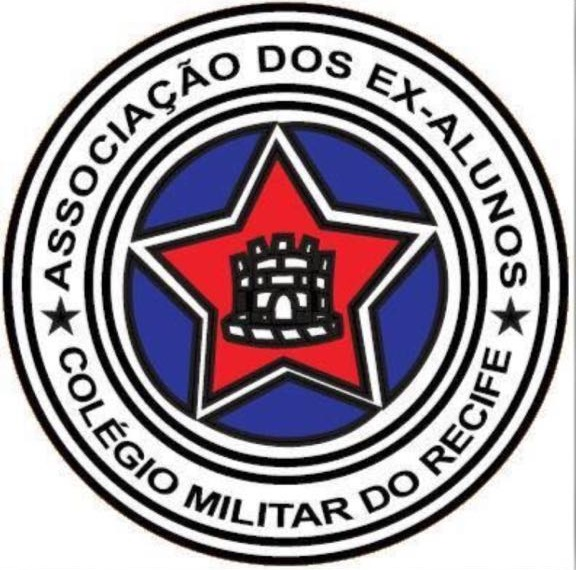 ASSOCIAÇÃO DOS EX-ALUNOS
COLÉGIO MILITAR DO RECIFE